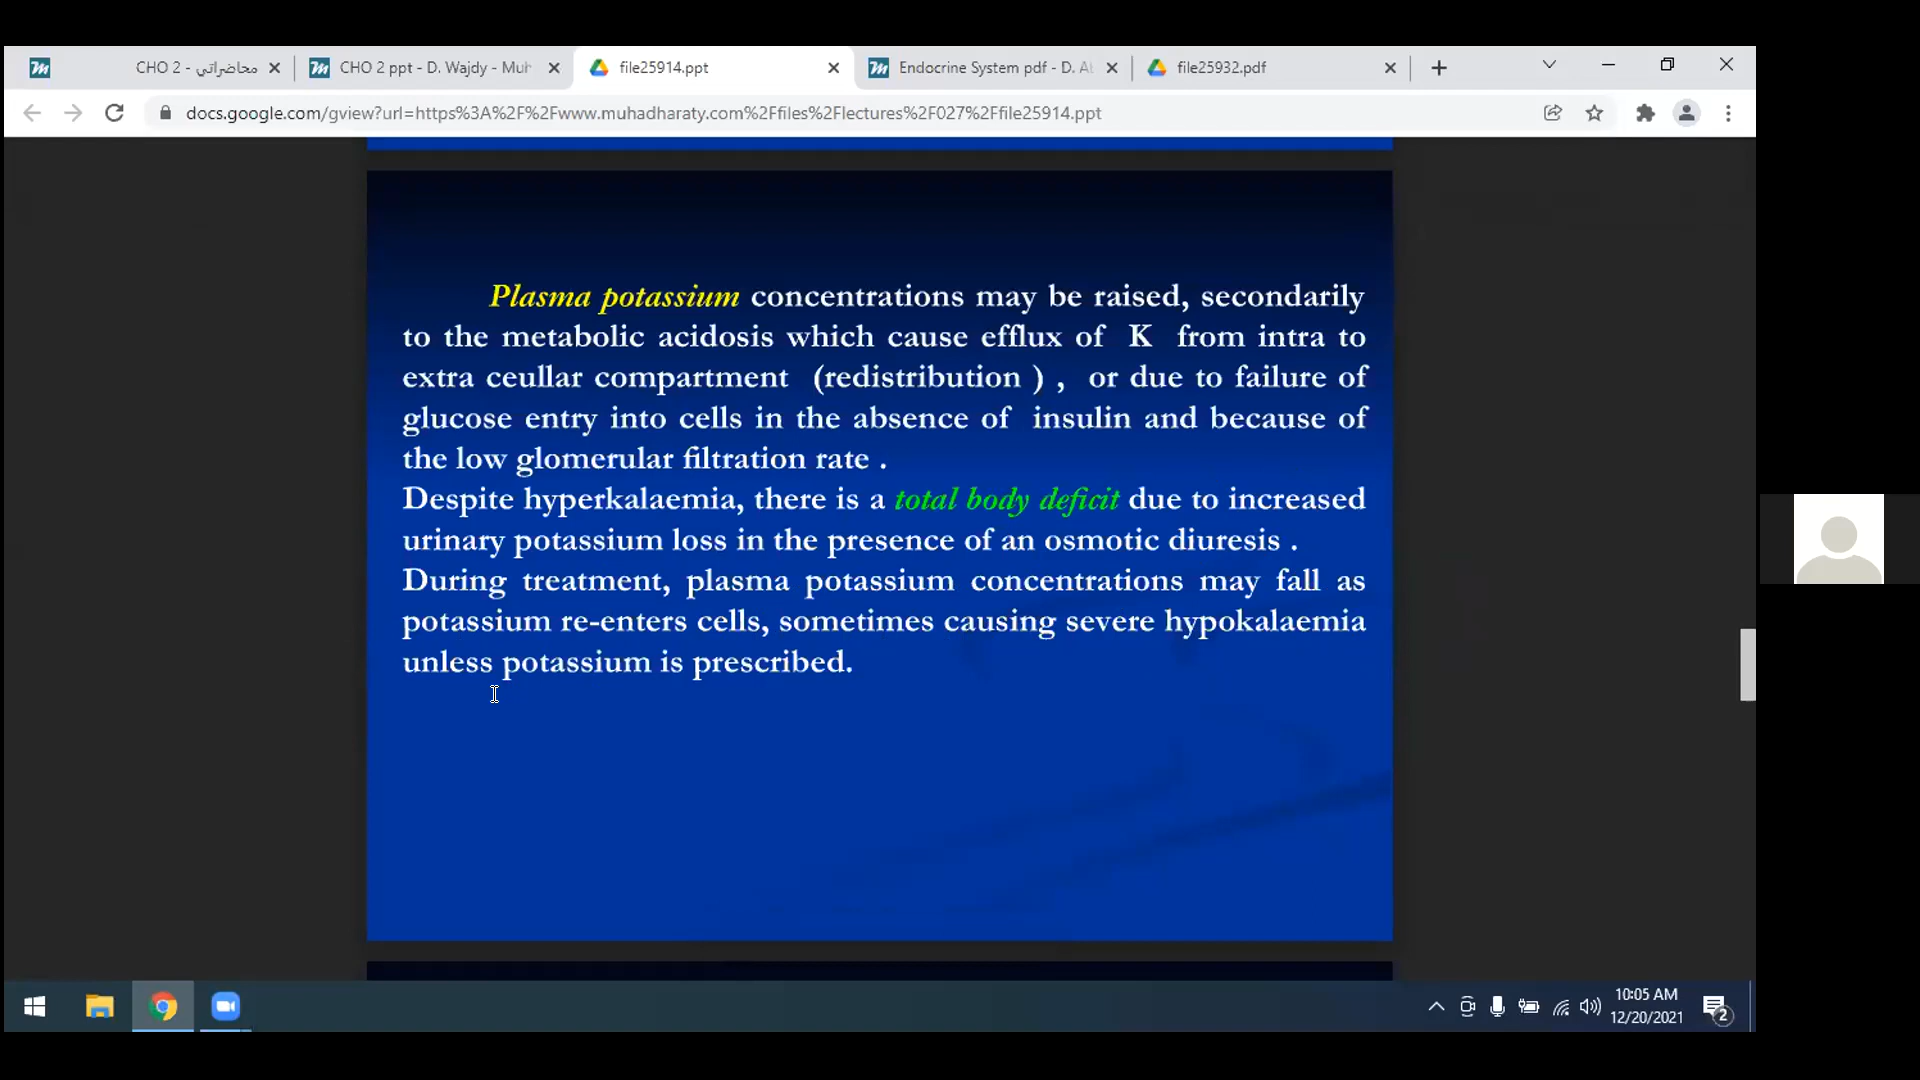 CHO 2 - محاضراتي
CHO 2 ppt - D. Wajdy - Muh
file25914.ppt
Endocrine System pdf - D. Al
file25932.pdf
docs.google.com/gview?url=https%3A%2F%2Fwww.muhadharaty.com%2Ffiles%2Flectures%2F027%2Ffile25914.ppt
Plasma potassium concentrations may be raised, secondarily
to the metabolic acidosis which cause efflux of K from intra to
extra ceullar compartment (redistribution ) , or due to failure of
glucose entry into cells in the absence of insulin and because of
the low glomerular filtration rate .
Despite hyperkalaemia, there is a total body deficit due to increased
urinary potassium loss in the presence of an osmotic diuresis .
During treatment, plasma potassium concentrations may fall as
potassium re-enters cells, sometimes causing severe hypokalaemia
unless potassium is prescribed.
10:05 AM
12/20/2021
2